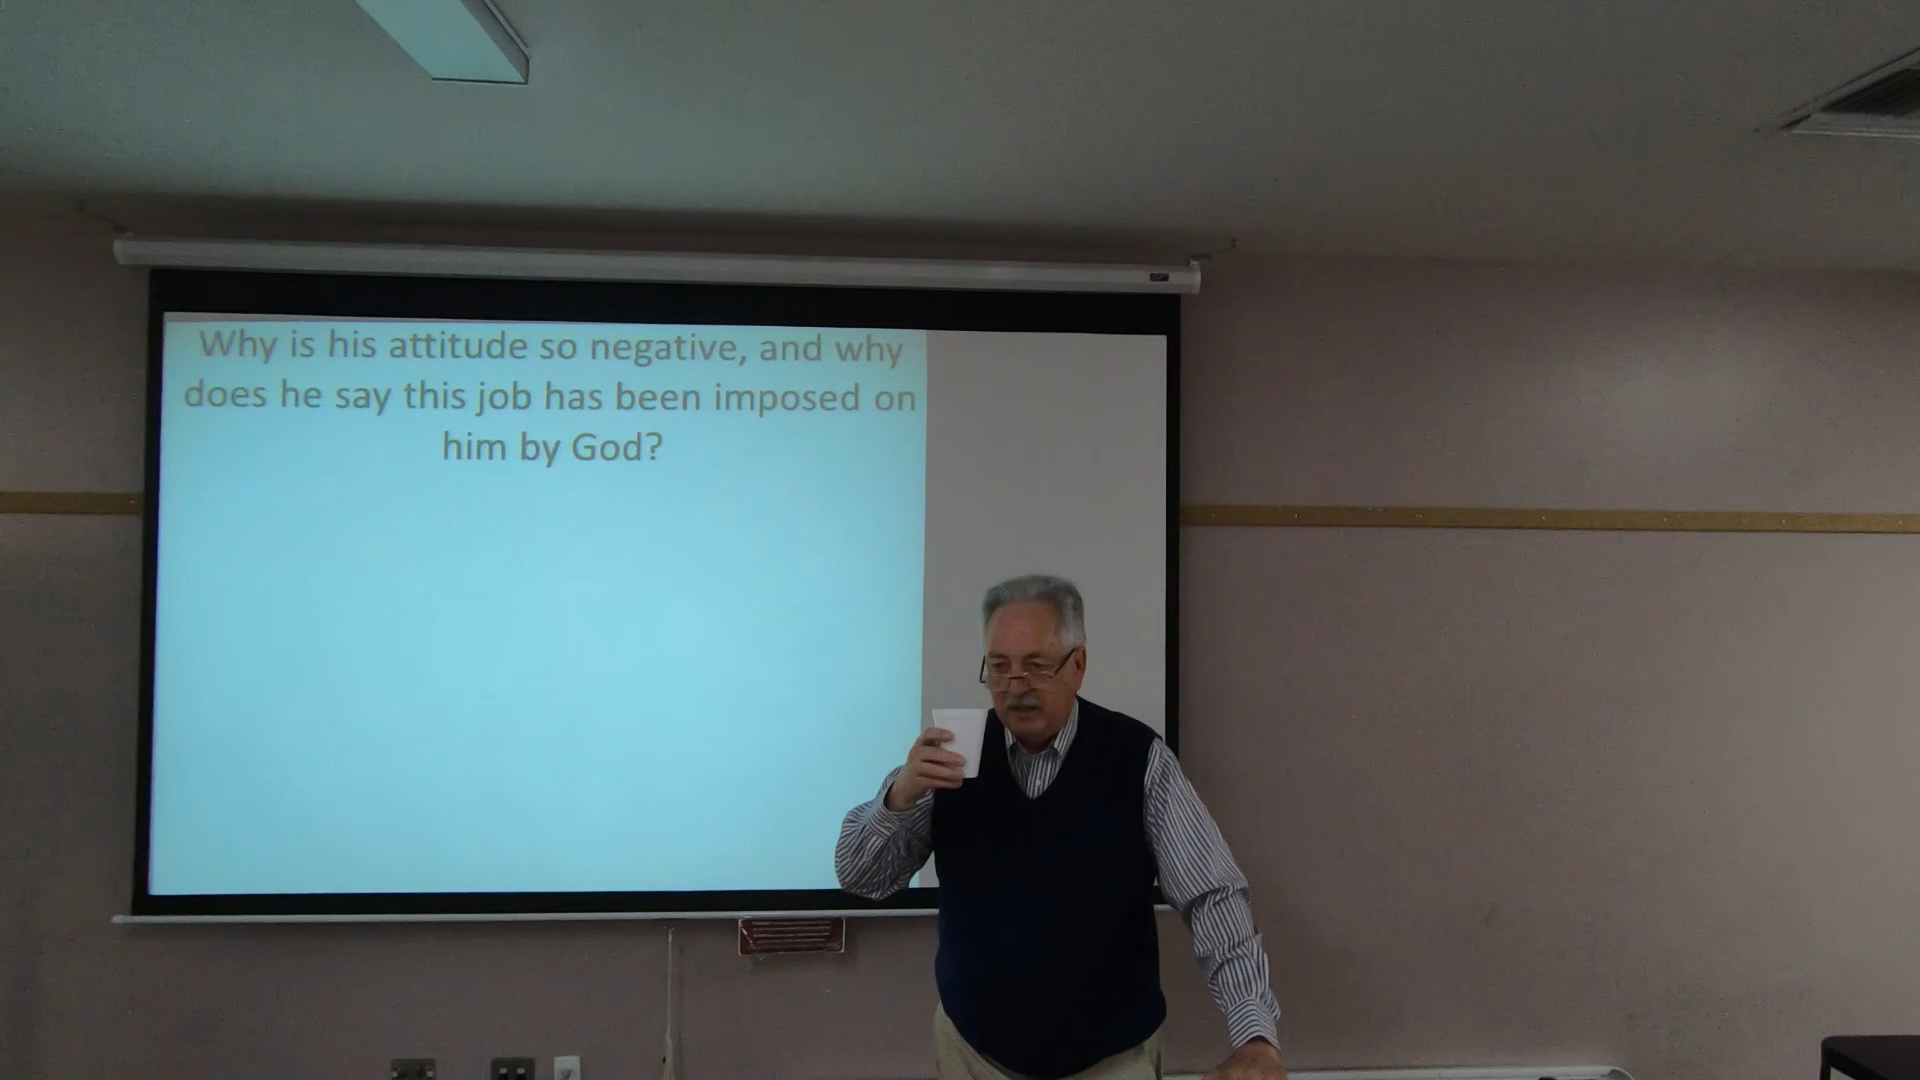 Why is his attitude so negative, and why
does he say this job has been imposed on
him by God?